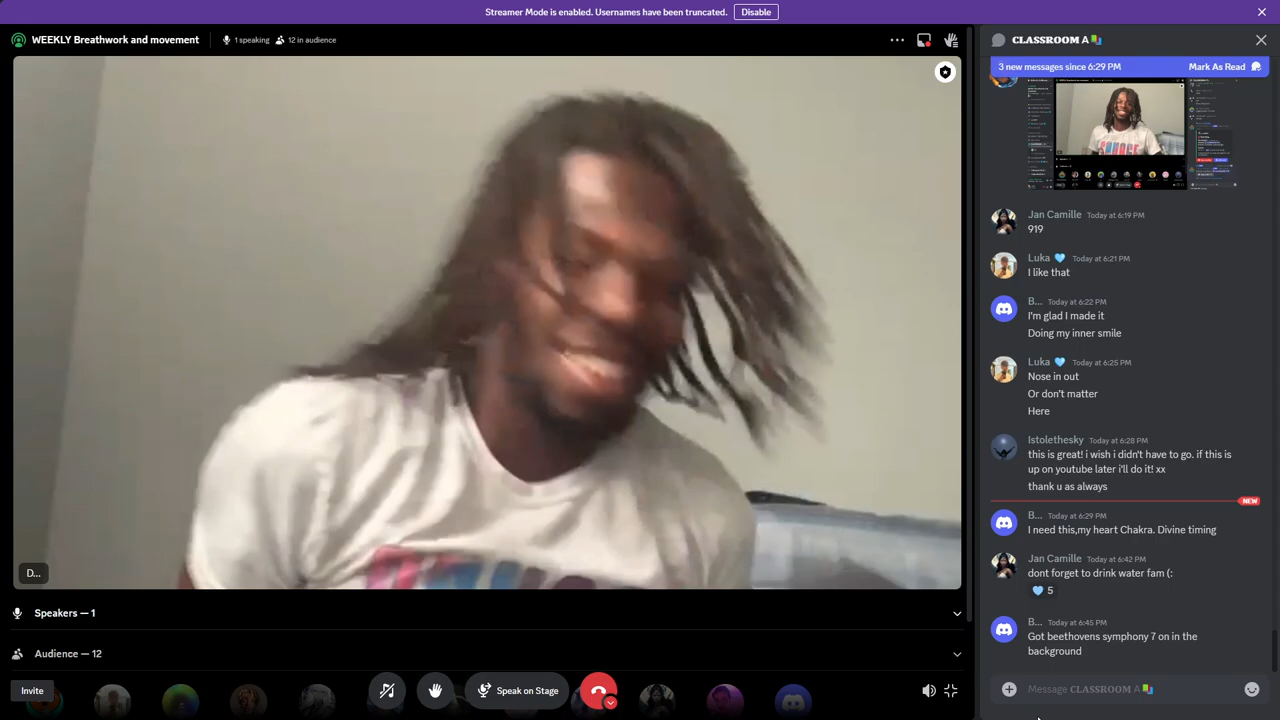 Streamer Mode is enabled. Usernames have been truncated.
Disable
WEEKLY Breathwork and movement
1 speaking
12 in audience
D...
Speakers — 1
Audience — 12
Invite
Speak on Stage
CLASSROOM A
3 new messages since 6:29 PM
Mark As Read
Jan Camille Today at 6:19 PM
919
Luka Today at 6:21 PM
I like that
B... Today at 6:22 PM
I'm glad I made it
Doing my inner smile
Luka Today at 6:25 PM
Nose in out
Or don't matter
Here
Istolethesky Today at 6:28 PM
this is great! i wish i didn't have to go. if this is
up on youtube later i'll do it! xx
thank u as always
NEW
B... Today at 6:29 PM
I need this,my heart Chakra. Divine timing
Jan Camille Today at 6:42 PM
dont forget to drink water fam (:
5
B... Today at 6:45 PM
Got beethovens symphony 7 on in the
background
Message CLASSROOM A